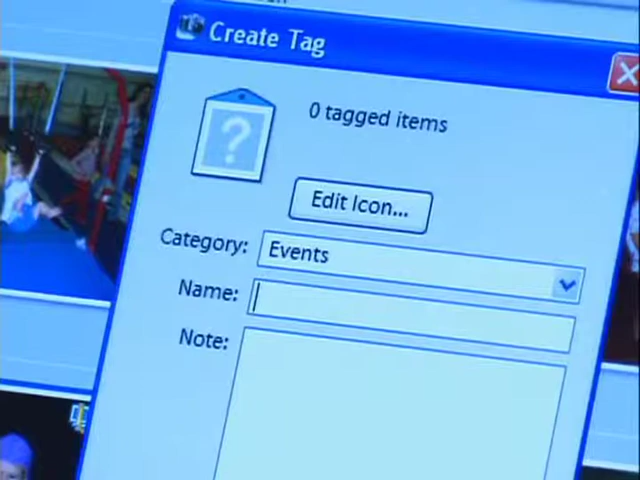 Create Tag
0 tagged items
Edit Icon...
Category:
Events
Name:
Note: